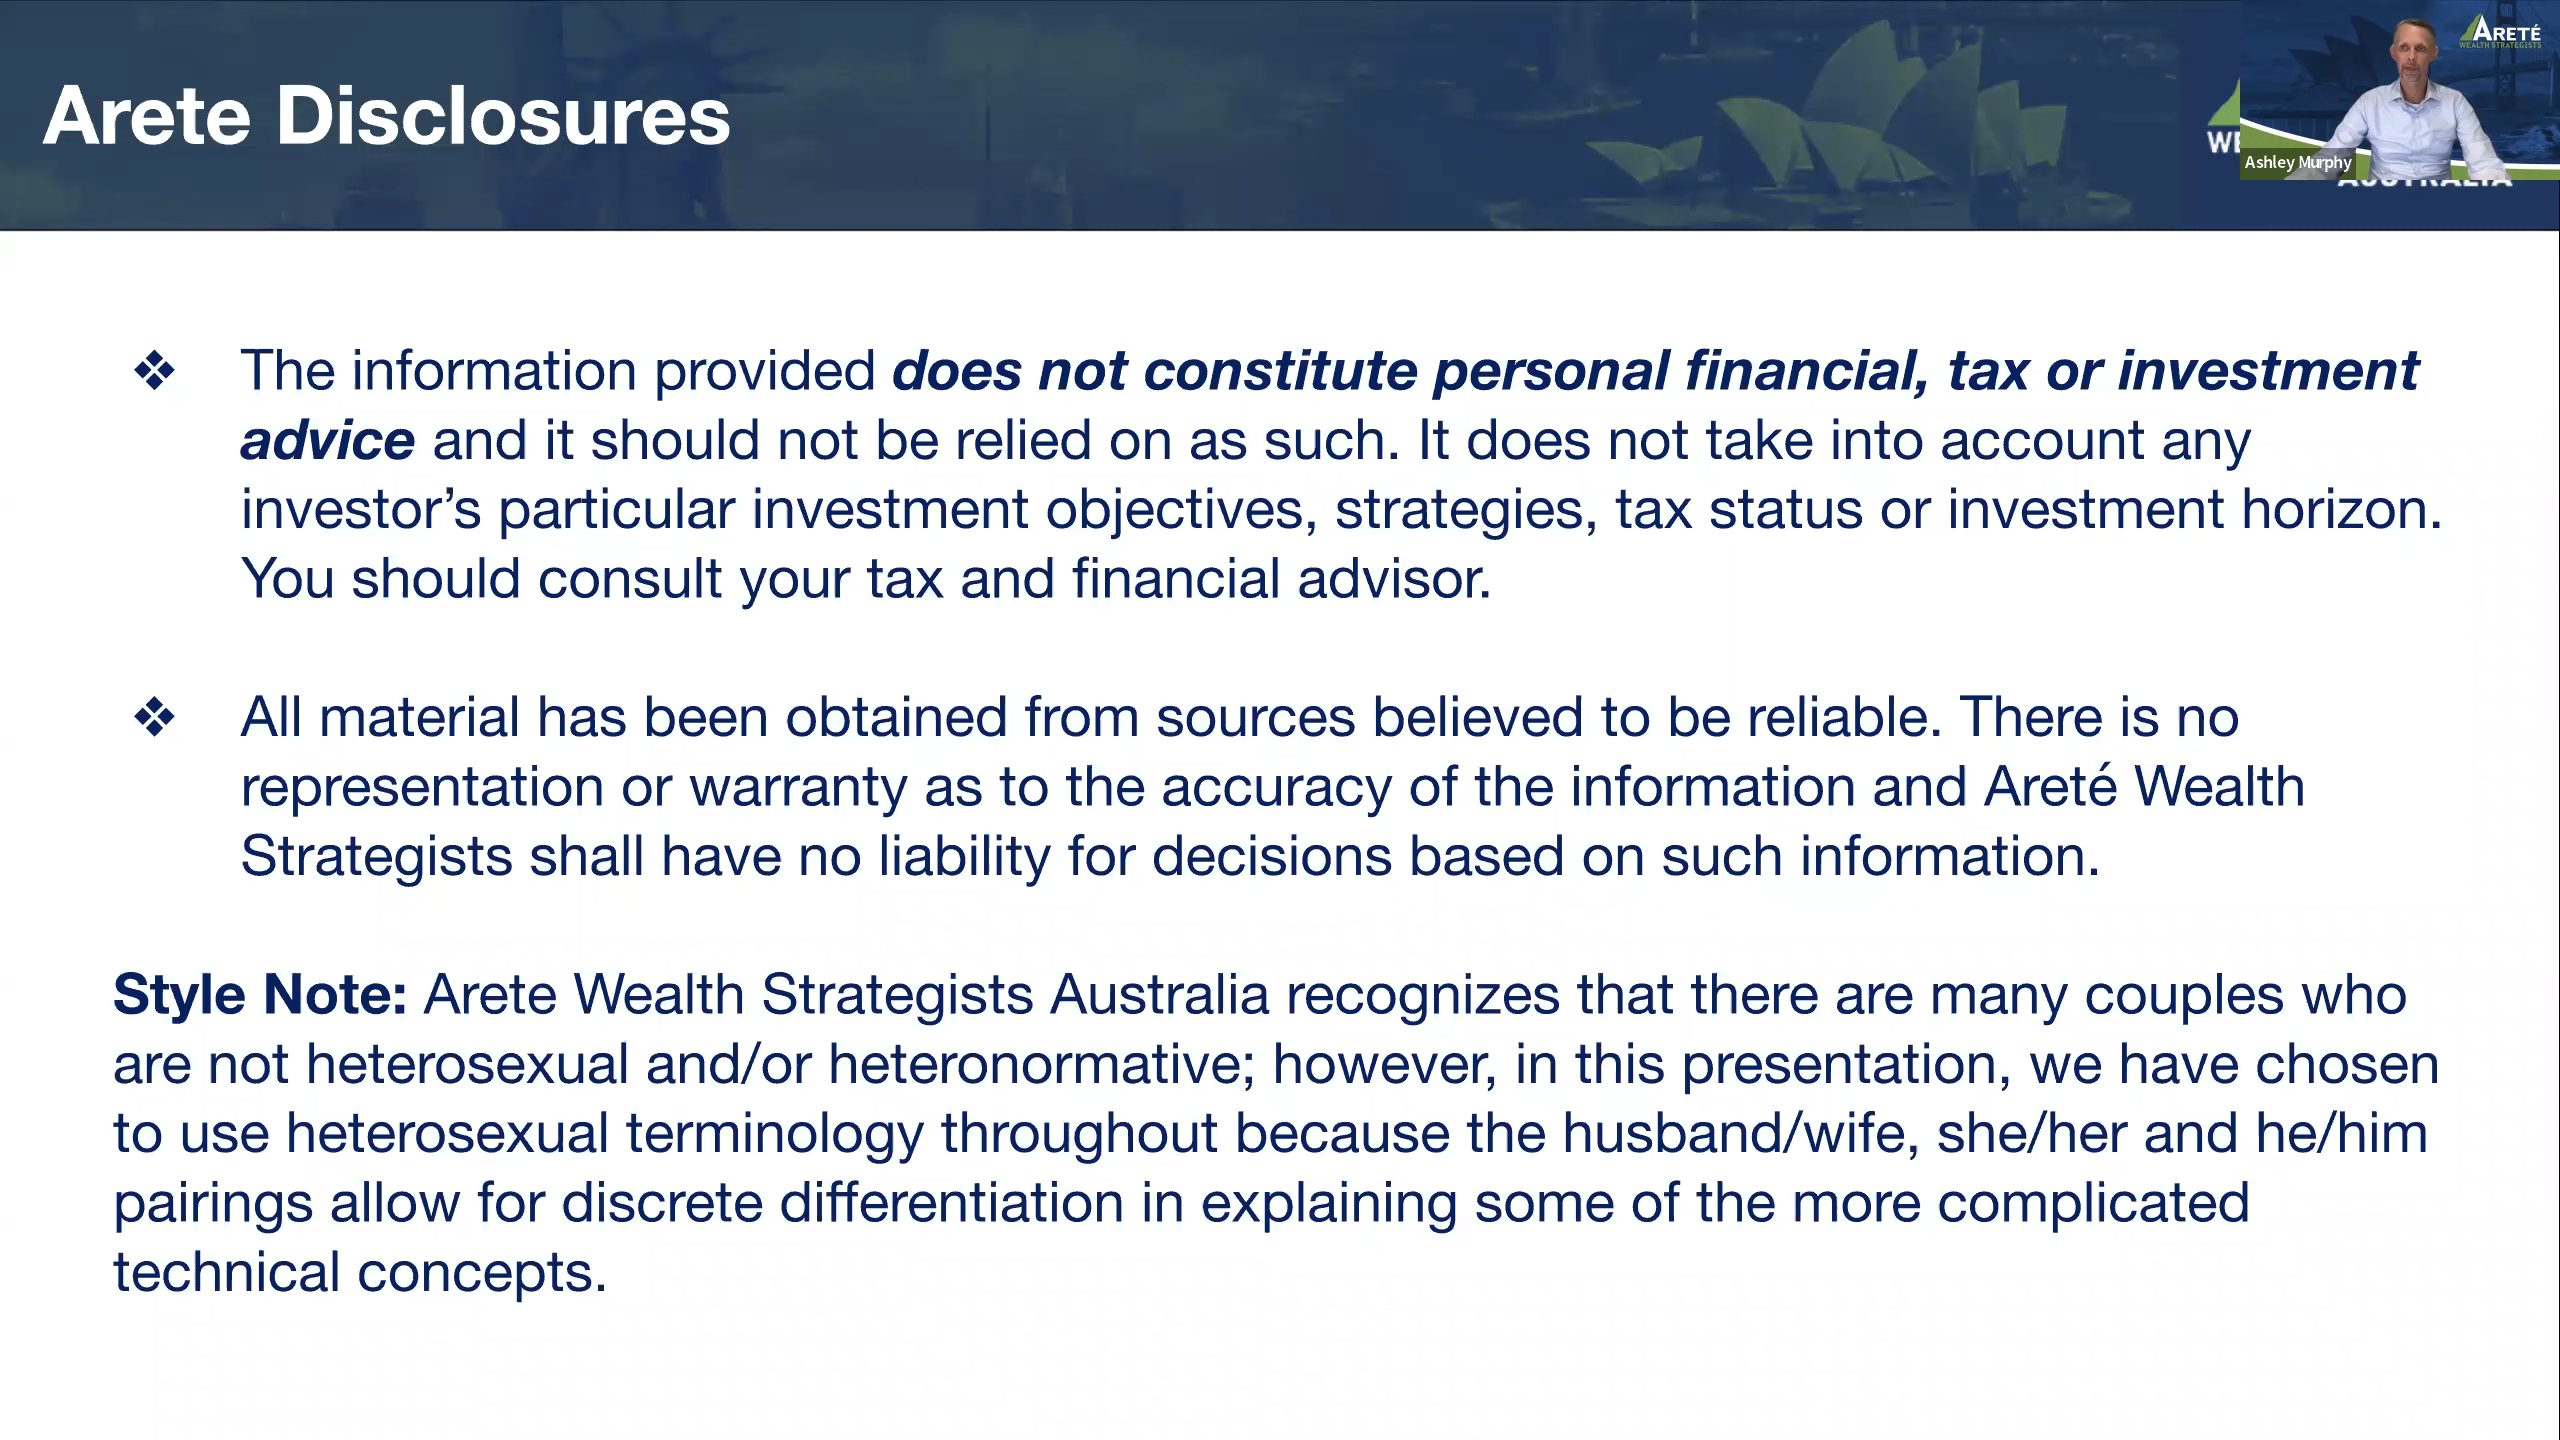 Arete Disclosures
ARETÉ
WEALTH STRATEGISTS
Ashley Murphy
AUSTRALIA
❖ The information provided does not constitute personal financial, tax or investment
advice and it should not be relied on as such. It does not take into account any
investor’s particular investment objectives, strategies, tax status or investment horizon.
You should consult your tax and financial advisor.
❖ All material has been obtained from sources believed to be reliable. There is no
representation or warranty as to the accuracy of the information and Areté Wealth
Strategists shall have no liability for decisions based on such information.
Style Note: Arete Wealth Strategists Australia recognizes that there are many couples who
are not heterosexual and/or heteronormative; however, in this presentation, we have chosen
to use heterosexual terminology throughout because the husband/wife, she/her and he/him
pairings allow for discrete differentiation in explaining some of the more complicated
technical concepts.